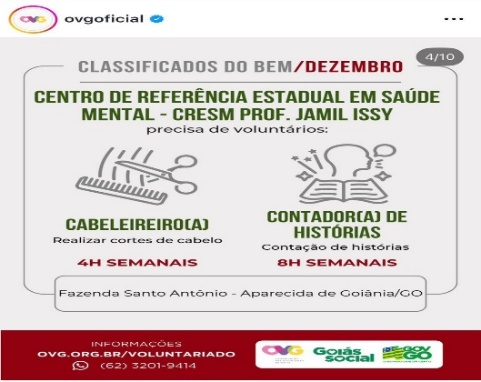 OVG
ovgoficial
4/10
CLASSIFICADOS DO BEM/DEZEMBRO
CENTRO DE REFERÊNCIA ESTADUAL EM SAÚDE
MENTAL - CRESM PROF. JAMIL ISSY
precisa de voluntários:
CABELEIREIRO(A)
Realizar cortes de cabelo
4H SEMANAIS
CONTADOR(A) DE
HISTÓRIAS
Contação de histórias
8H SEMANAIS
Fazenda Santo Antônio - Aparecida de Goiânia/GO
INFORMAÇÕES
OVG.ORG.BR/VOLUNTARIADO
(62) 3201-9414
OVG
Goiás
social
GOV
GO